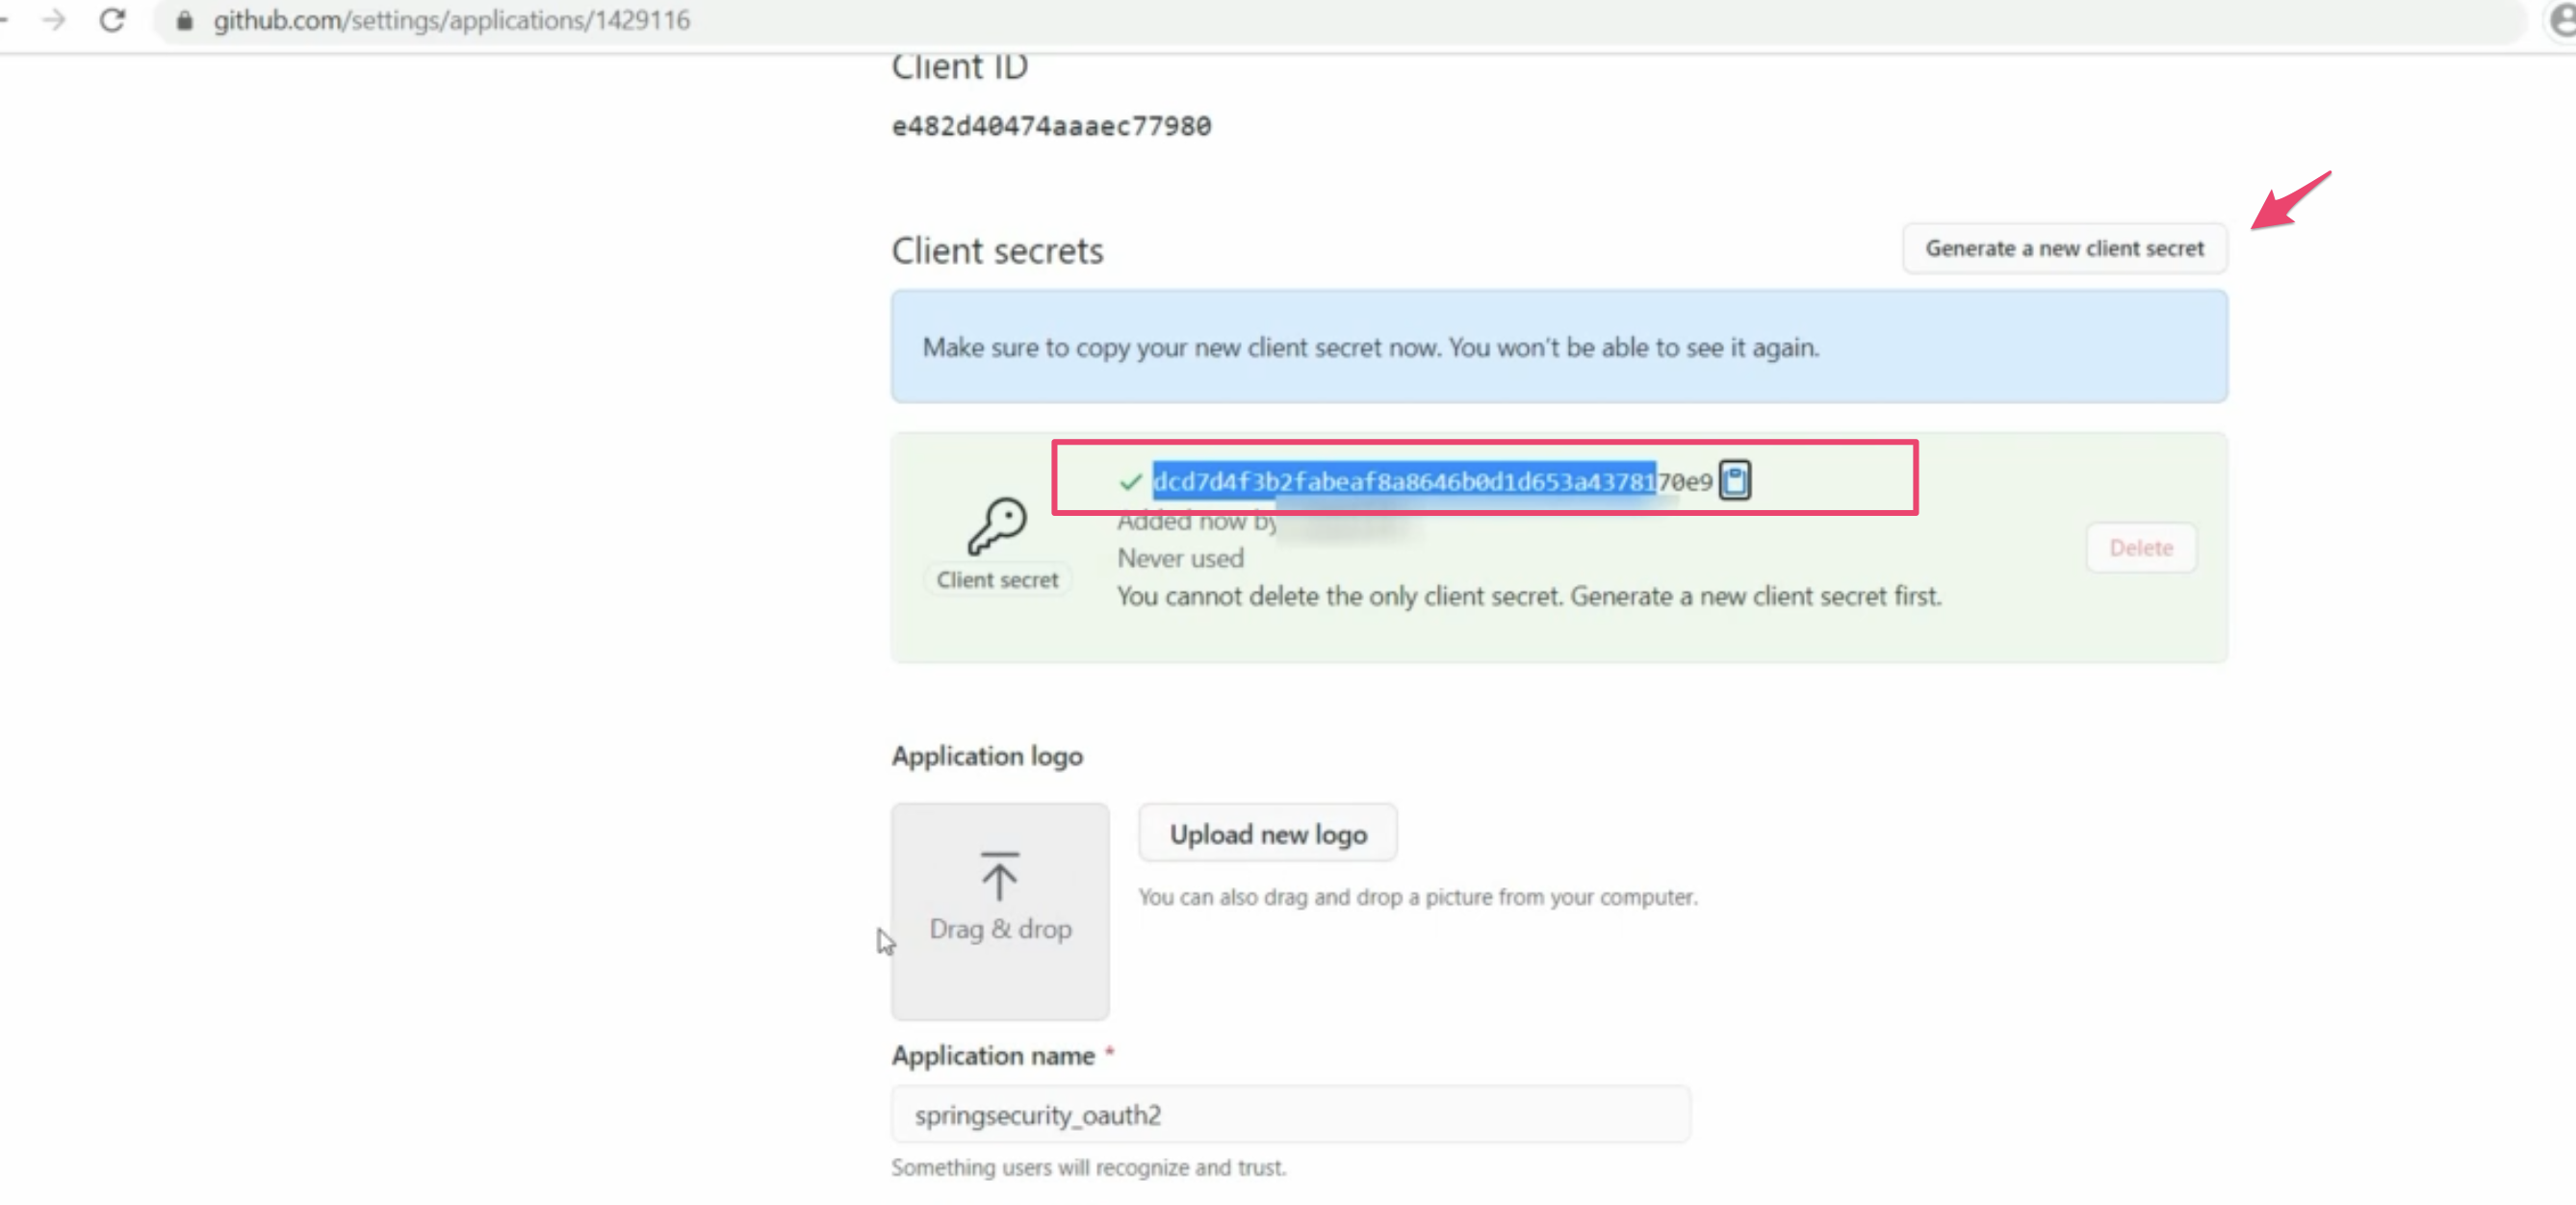 github.com/settings/applications/1429116
Client ID
e482d40474aaaec77980
Client secrets
Generate a new client secret
Make sure to copy your new client secret now. You won't be able to see it again.
dcd7d4f3b2fabeaf8a8646b0d1d653a4378170e9
Added now by
Never used
Client secret
You cannot delete the only client secret. Generate a new client secret first.
Delete
Application logo
Upload new logo
You can also drag and drop a picture from your computer.
Drag & drop
Application name *
springsecurity_oauth2
Something users will recognize and trust.